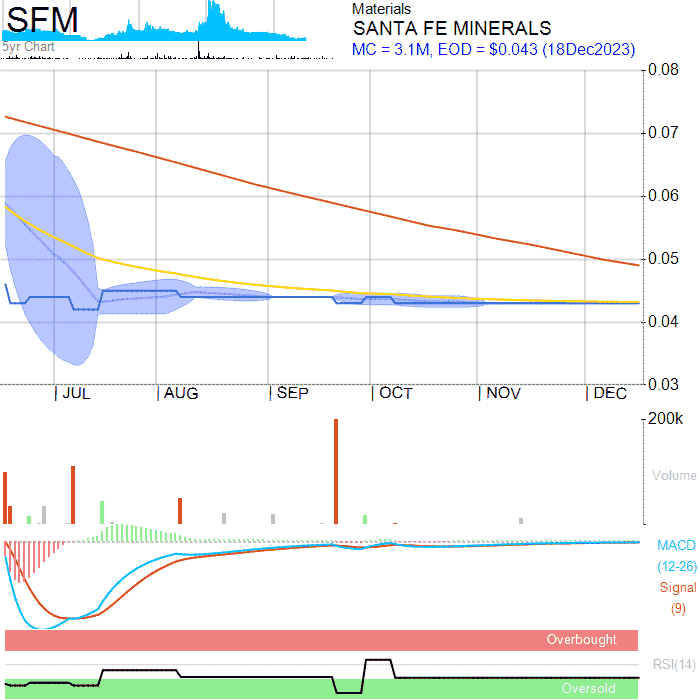 SFM
5yr Chart
Materials
SANTA FE MINERALS
MC = 3.1M, EOD = $0.043 (18Dec2023)
0.08
0.07
0.06
0.05
0.04
0.03
JUL AUG SEP OCT NOV DEC
200k
Volume
MACD
(12-26)
Signal
(9)
Overbought
RSI(14)
Oversold